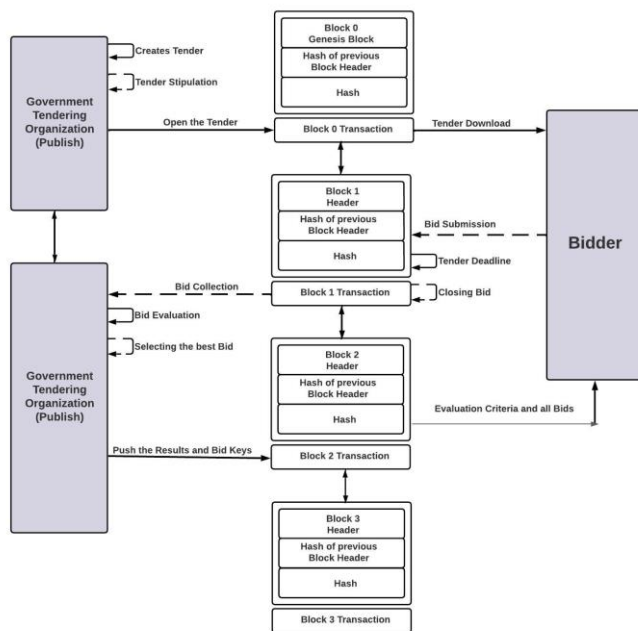 Block 0
Genesis Block
Hash of previous
Block Header
Hash
Creates Tender
Tender Stipulation
Government
Tendering
Organization
(Publish)
Open the Tender
Block 0 Transaction
Tender Download
Block 1
Header
Hash of previous
Block Header
Hash
Bid Submission
Tender Deadline
Bidder
Bid Collection
Block 1 Transaction
Closing Bid
Bid Evaluation
Selecting the best Bid
Government
Tendering
Organization
(Publish)
Block 2
Header
Hash of previous
Block Header
Hash
Evaluation Criteria and all Bids
Push the Results and Bid Keys
Block 2 Transaction
Block 3
Header
Hash of previous
Block Header
Hash
Block 3 Transaction